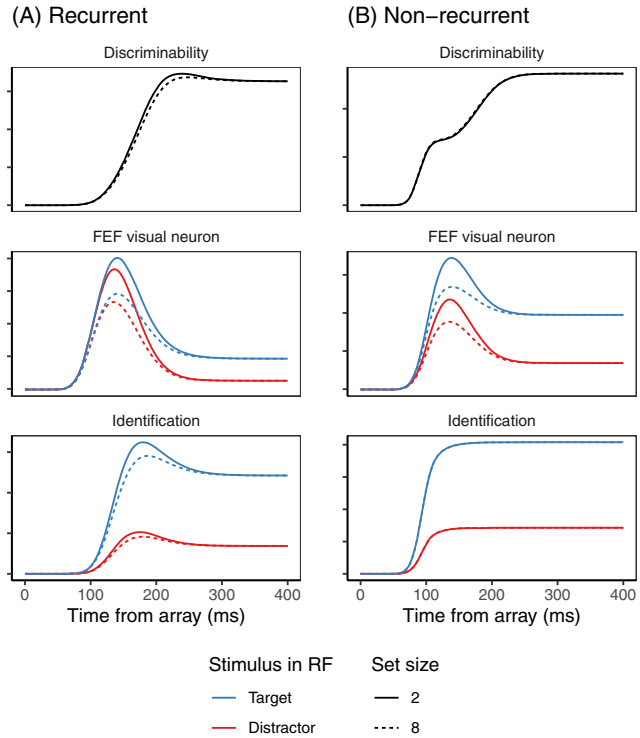 (A) Recurrent
Discriminability
FEF visual neuron
Identification
0 100 200 300 400
Time from array (ms)
(B) Non−recurrent
Discriminability
FEF visual neuron
Identification
0 100 200 300 400
Time from array (ms)
Stimulus in RF
Target
Distractor
Set size
2
8